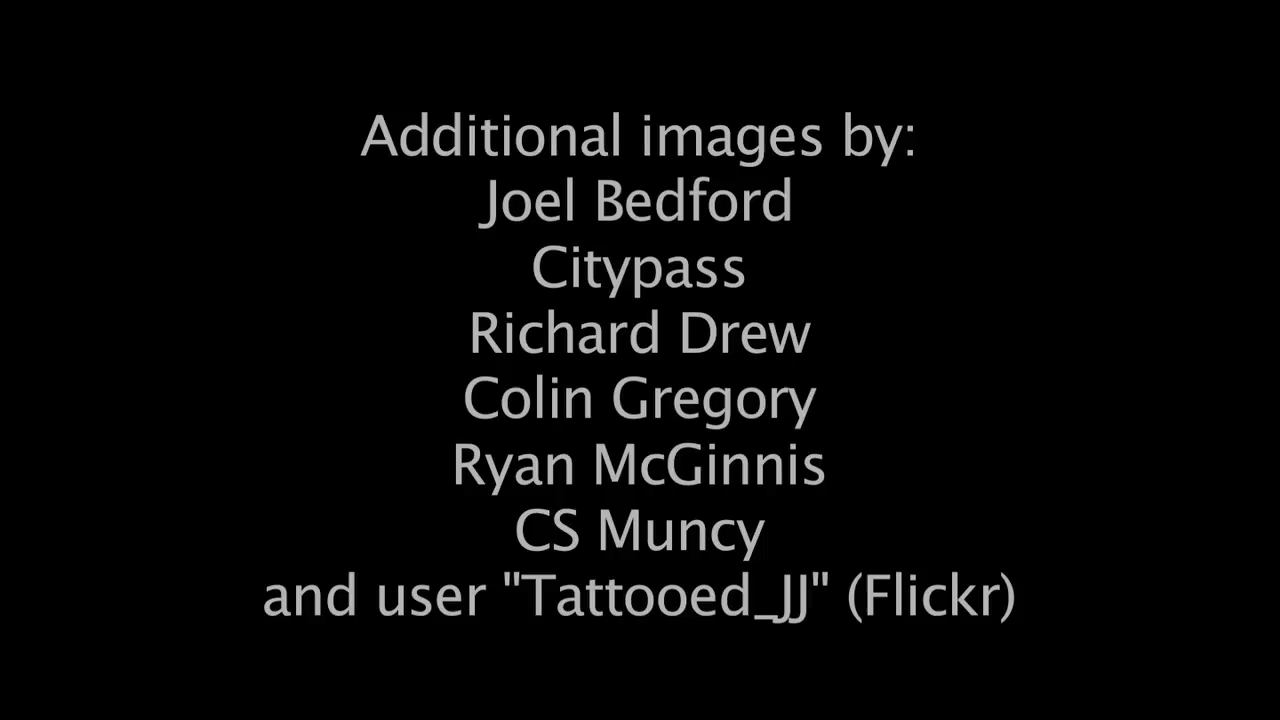 Additional images by:
Joel Bedford
Citypass
Richard Drew
Colin Gregory
Ryan McGinnis
CS Muncy
and user "Tattooed_JJ" (Flickr)